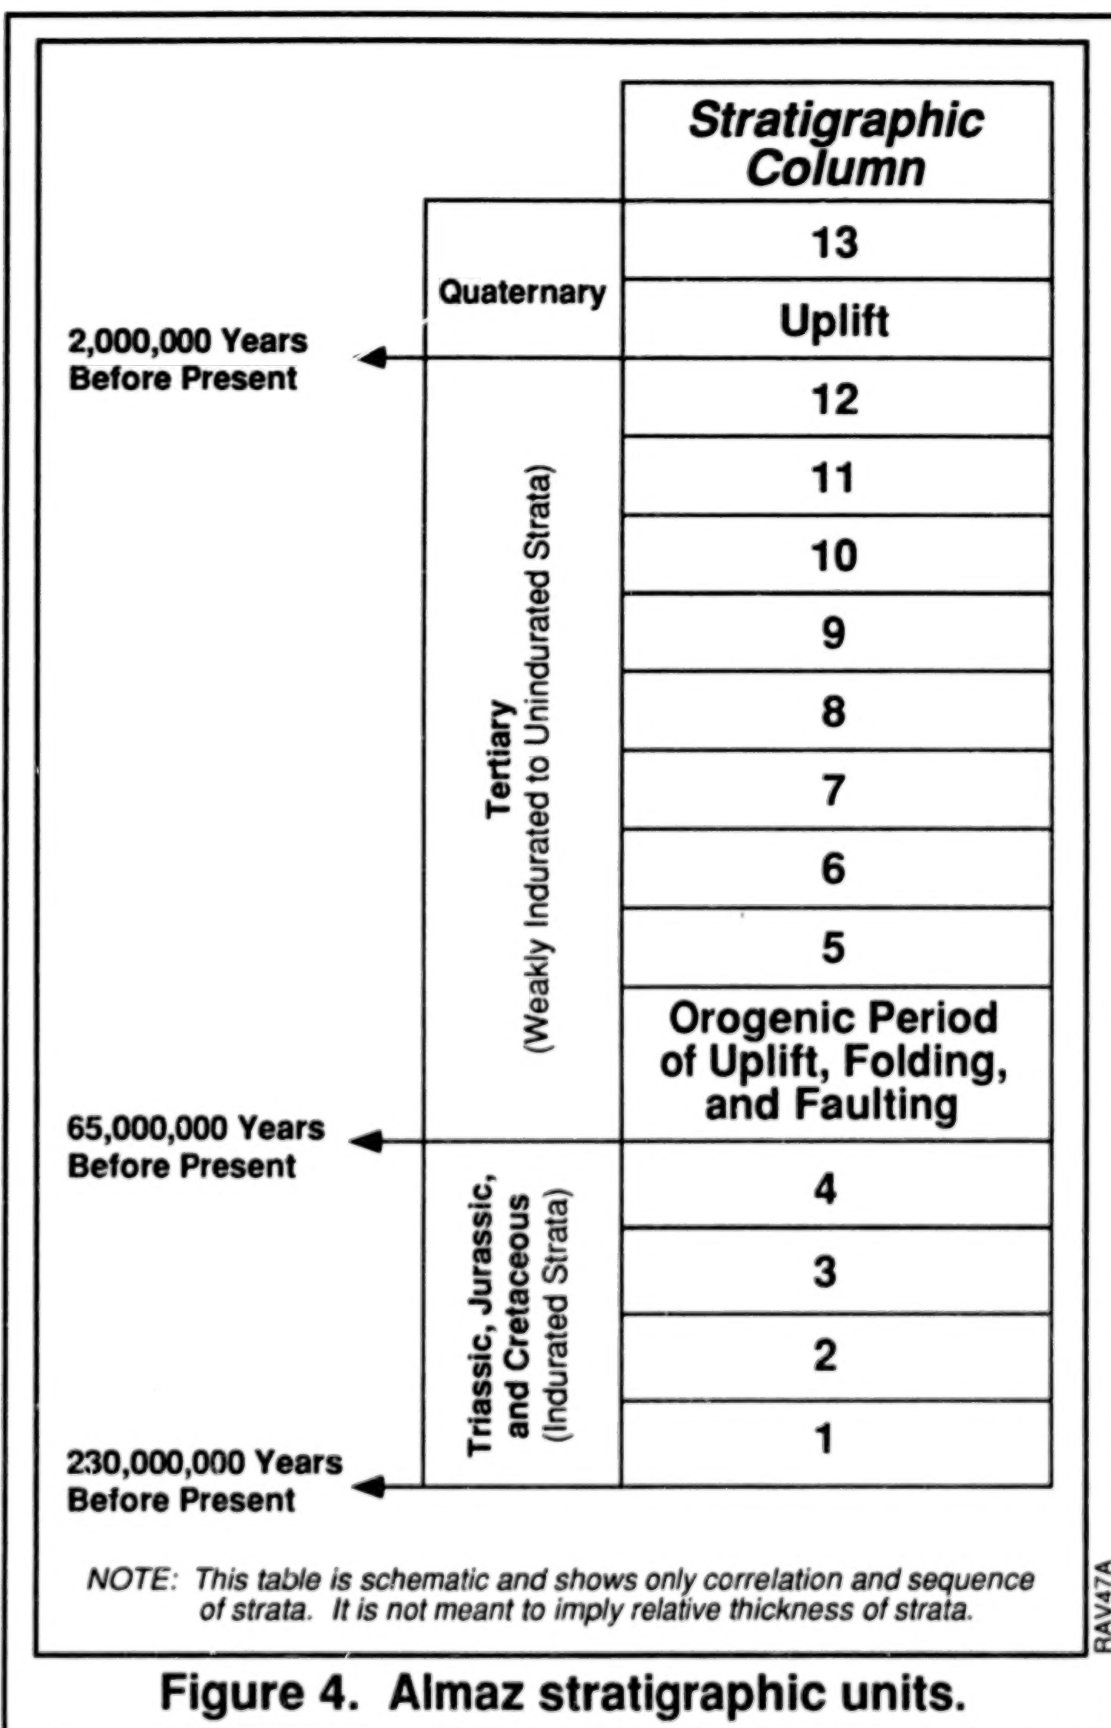 Stratigraphic
Column
13
Quaternary
Uplift
2,000,000 Years
Before Present
12
11
10
9
8
7
6
5
Tertiary
(Weakly Indurated to Unindurated Strata)
Orogenic Period
of Uplift, Folding,
and Faulting
65,000,000 Years
Before Present
4
3
2
1
Triassic, Jurassic,
and Cretaceous
(Indurated Strata)
230,000,000 Years
Before Present
NOTE: This table is schematic and shows only correlation and sequence
of strata. It is not meant to imply relative thickness of strata.
RAV47A
Figure 4. Almaz stratigraphic units.